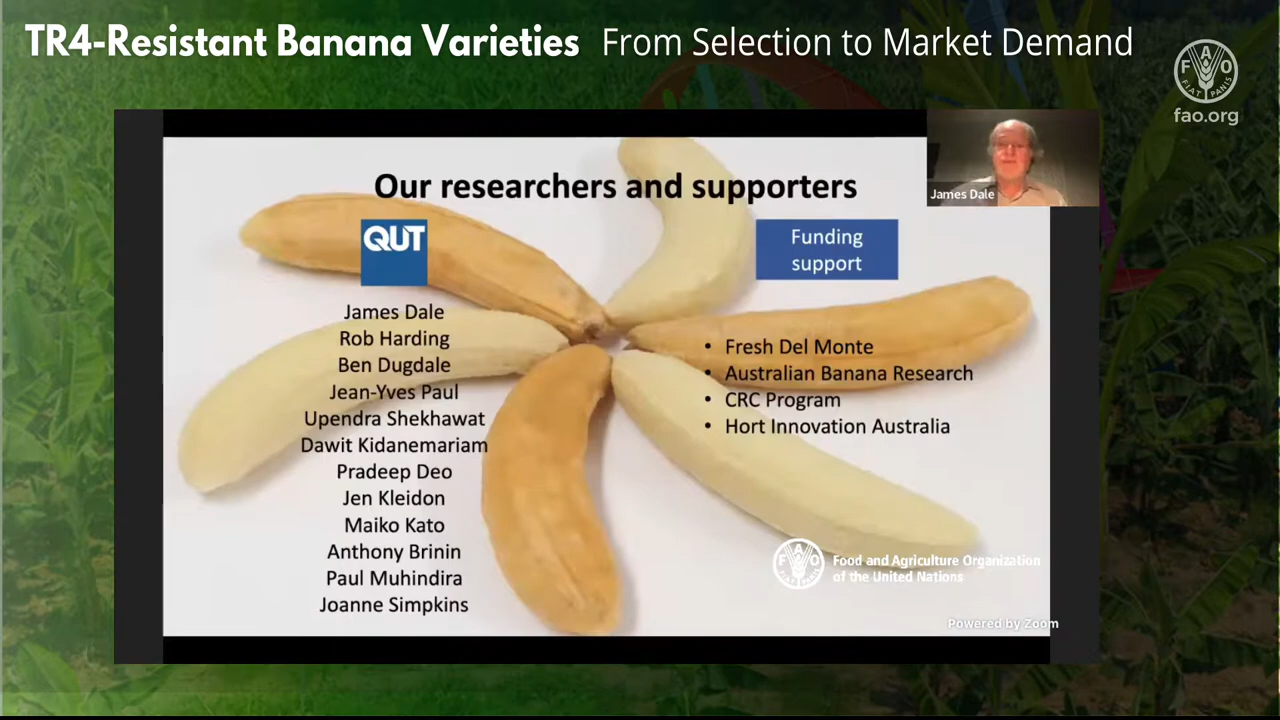 TR4-Resistant Banana Varieties From Selection to Market Demand
F A O
FIAT PANIS
fao.org
James Dale
Our researchers and supporters
QUT
James Dale
Rob Harding
Ben Dugdale
Jean-Yves Paul
Upendra Shekhawat
Dawit Kidanemariam
Pradeep Deo
Jen Kleidon
Maiko Kato
Anthony Brinin
Paul Muhindira
Joanne Simpkins
Funding
support
• Fresh Del Monte
• Australian Banana Research
• CRC Program
• Hort Innovation Australia
F A O
FIAT PANIS
Food and Agriculture Organization
of the United Nations
Powered by Zoom